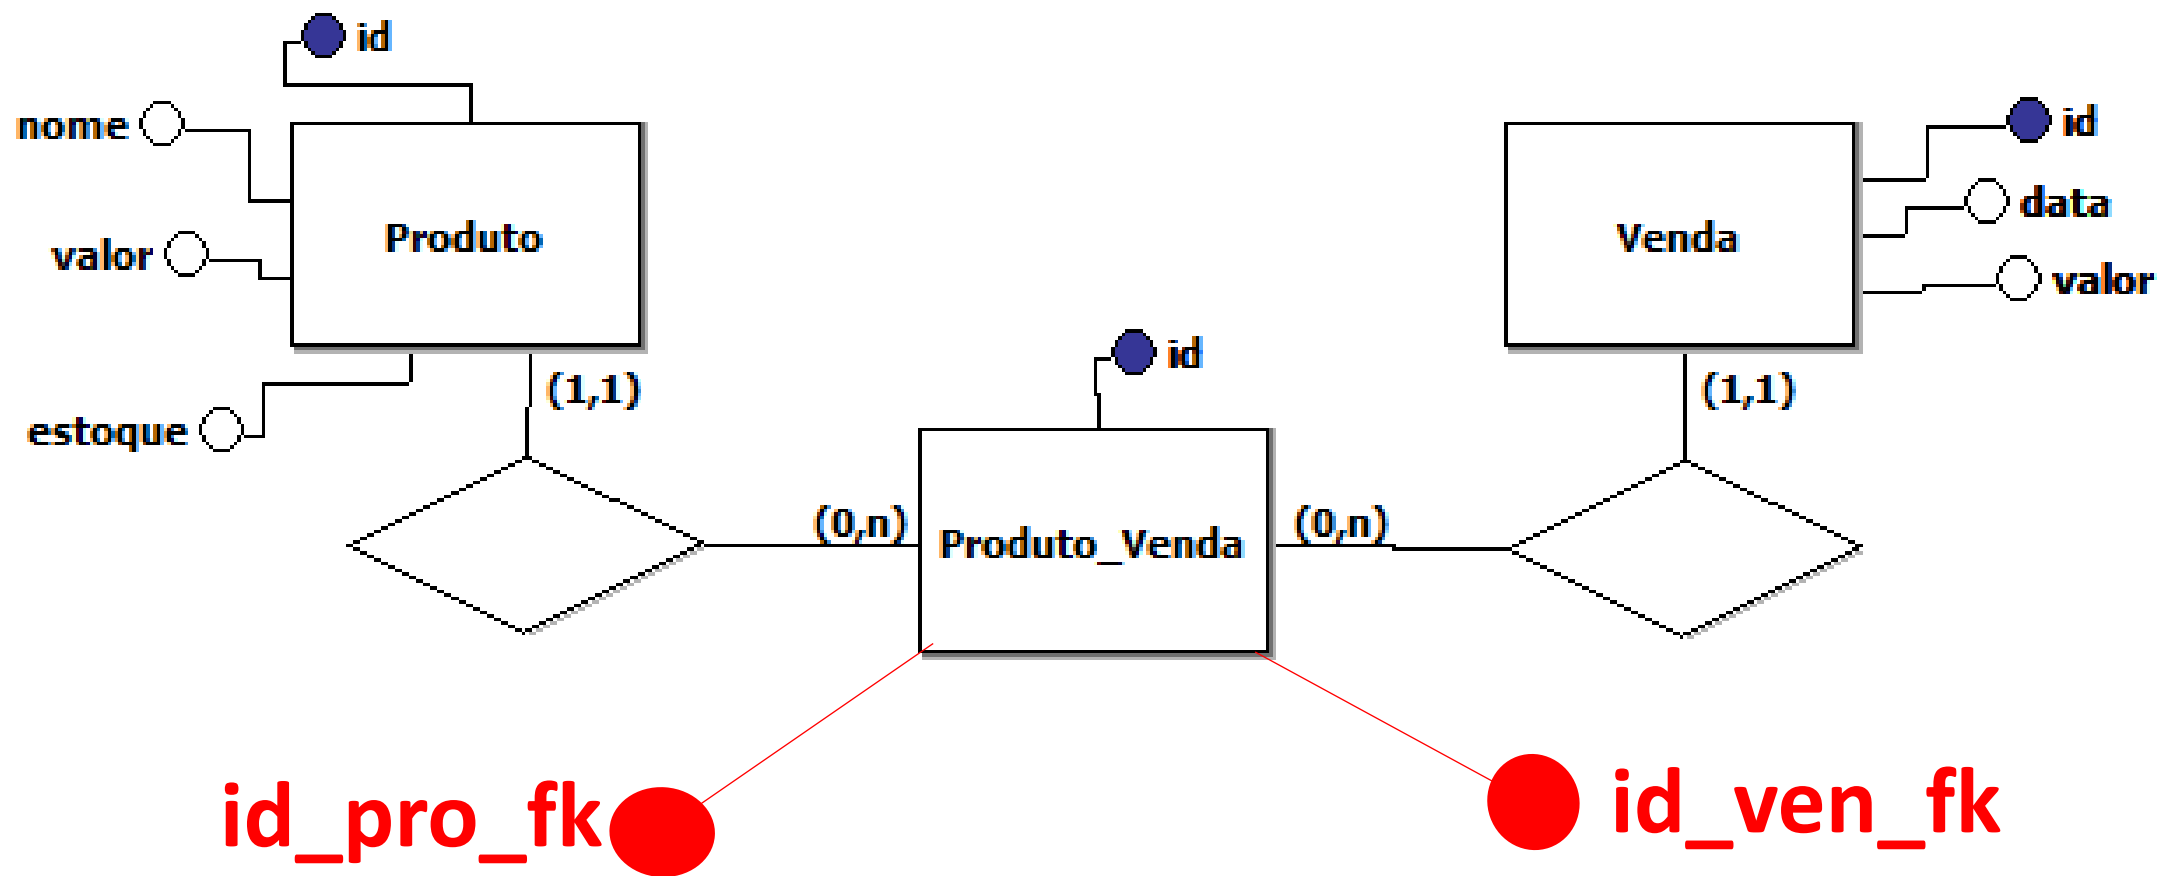 id
nome
valor
estoque
Produto
(1,1)
(0,n)
id
Produto_Venda
(0,n)
Venda
(1,1)
id
data
valor
id_pro_fk
id_ven_fk